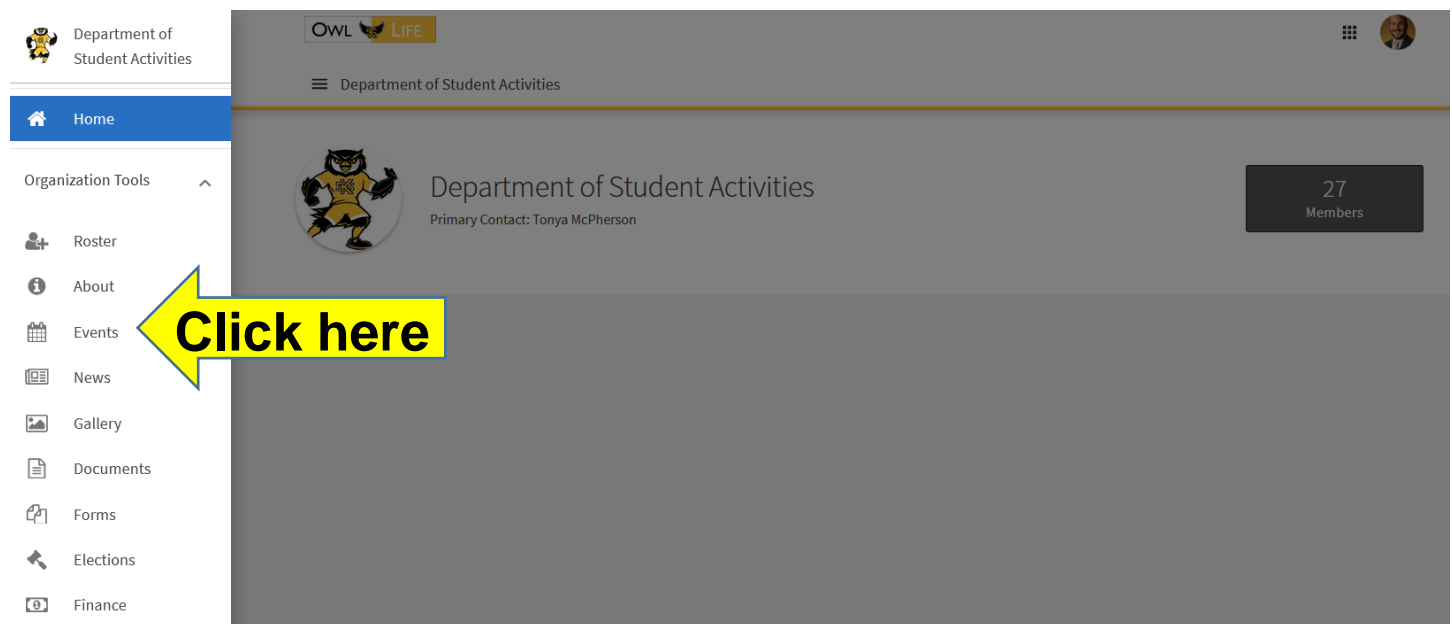 Department of
Student Activities
Home
Organization Tools
Roster
About
Events
News
Gallery
Documents
Forms
Elections
Finance
OWL LIFE
Department of Student Activities
Department of Student Activities
Primary Contact: Tonya McPherson
27
Members
Click here